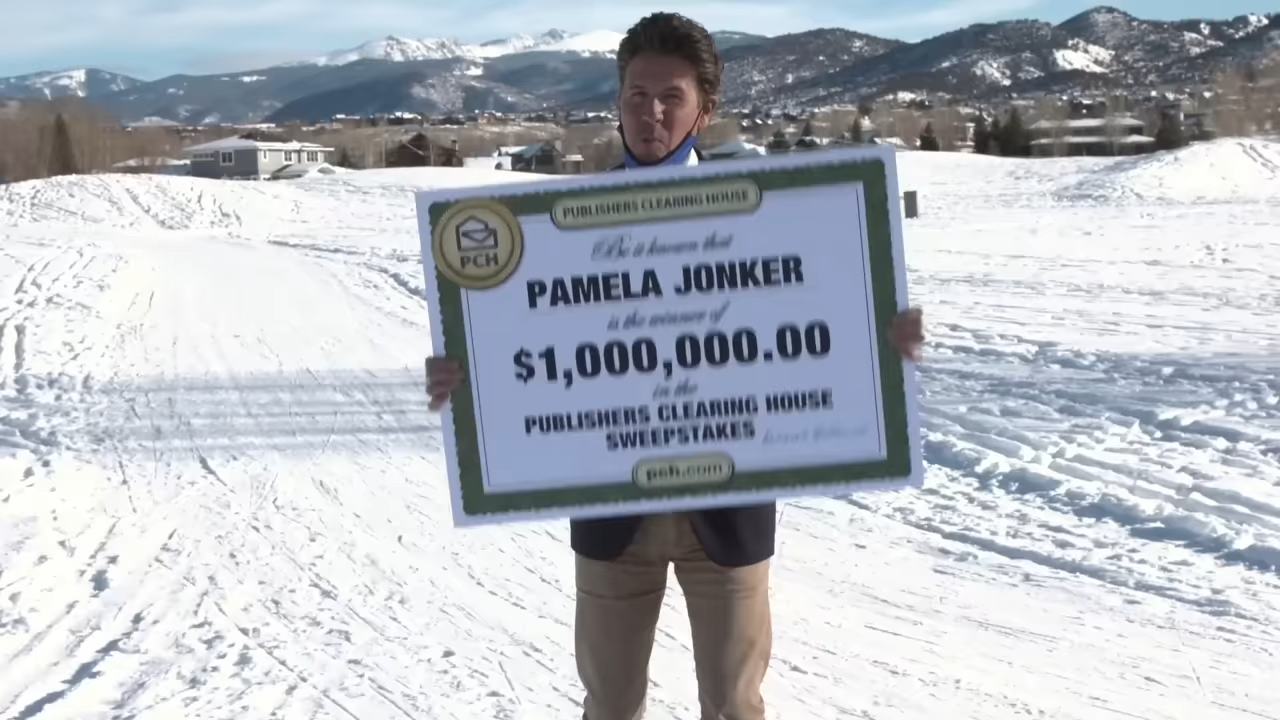 PUBLISHERS CLEARING HOUSE
PCH
Be it known that
PAMELA JONKER
is the winner of
$1,000,000.00
in the
PUBLISHERS CLEARING HOUSE
SWEEPSTAKES
pch.com